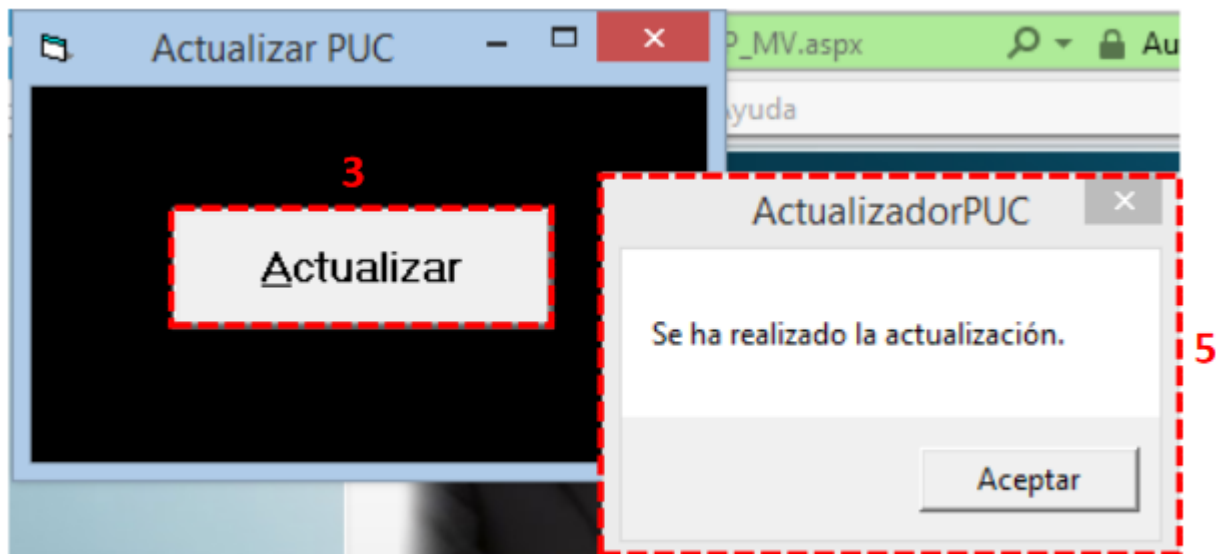 Actualizar PUC
P_MV.aspx
Au
yuda
3
Actualizar
ActualizadorPUC
Se ha realizado la actualización.
5
Aceptar